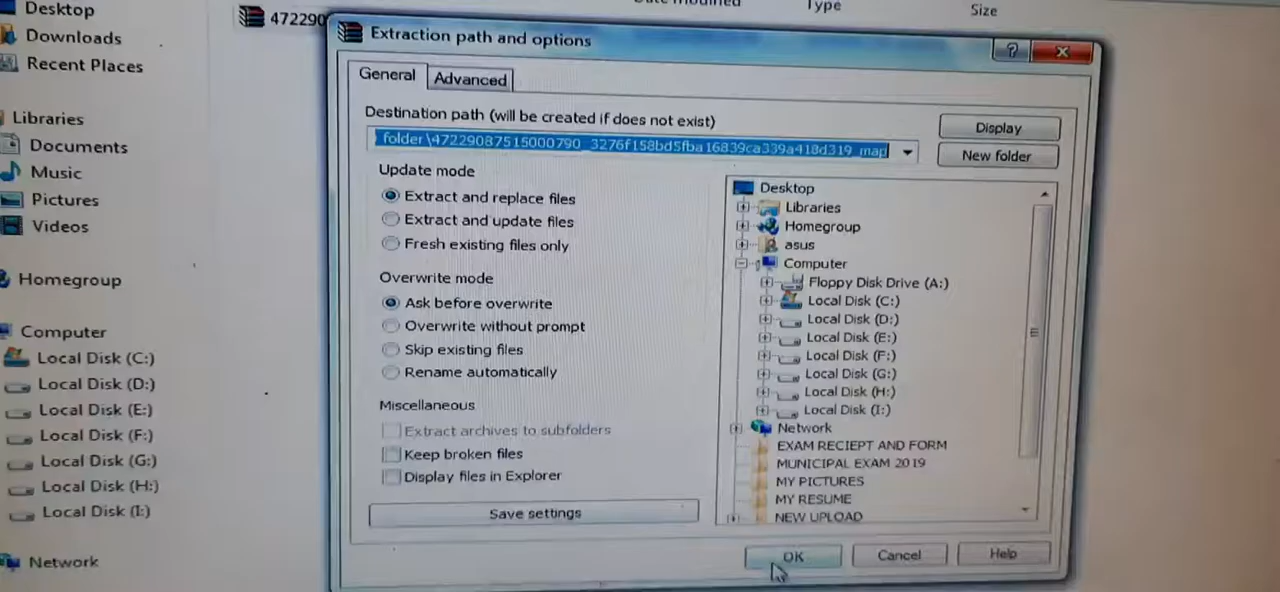 Desktop
Downloads
Recent Places
Libraries
Documents
Music
Pictures
Videos
Homegroup
Computer
Local Disk (C:)
Local Disk (D:)
Local Disk (E:)
Local Disk (F:)
Local Disk (G:)
Local Disk (H:)
Local Disk (I:)
Network
Date modified
Type
Size
472290
Extraction path and options
?
General
Advanced
Destination path (will be created if does not exist)
folder\47229087515000790_3276f158bd5fba16839ca339a418d319_map
Display
New folder
Update mode
Extract and replace files
Extract and update files
Fresh existing files only
Overwrite mode
Ask before overwrite
Overwrite without prompt
Skip existing files
Rename automatically
Miscellaneous
Extract archives to subfolders
Keep broken files
Display files in Explorer
Save settings
Desktop
Libraries
Homegroup
asus
Computer
Floppy Disk Drive (A:)
Local Disk (C:)
Local Disk (D:)
Local Disk (E:)
Local Disk (F:)
Local Disk (G:)
Local Disk (H:)
Local Disk (I:)
Network
EXAM RECIEPT AND FORM
MUNICIPAL EXAM 2019
MY PICTURES
MY RESUME
NEW UPLOAD
OK
Cancel
Help